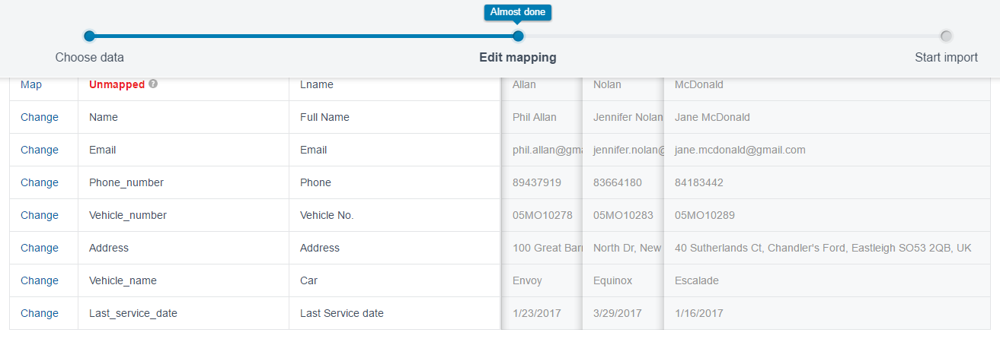 Almost done
Choose data Edit mapping Start import
Map Unmapped ? Lname Allan Nolan McDonald
Change Name Full Name Phil Allan Jennifer Nolan Jane McDonald
Change Email Email phil.allan@gma jennifer.nolan@ jane.mcdonald@gmail.com
Change Phone_number Phone 89437919 83664180 84183442
Change Vehicle_number Vehicle No. 05MO10278 05MO10283 05MO10289
Change Address Address 100 Great Barr North Dr, New 40 Sutherlands Ct, Chandler's Ford, Eastleigh SO53 2QB, UK
Change Vehicle_name Car Envoy Equinox Escalade
Change Last_service_date Last Service date 1/23/2017 3/29/2017 1/16/2017